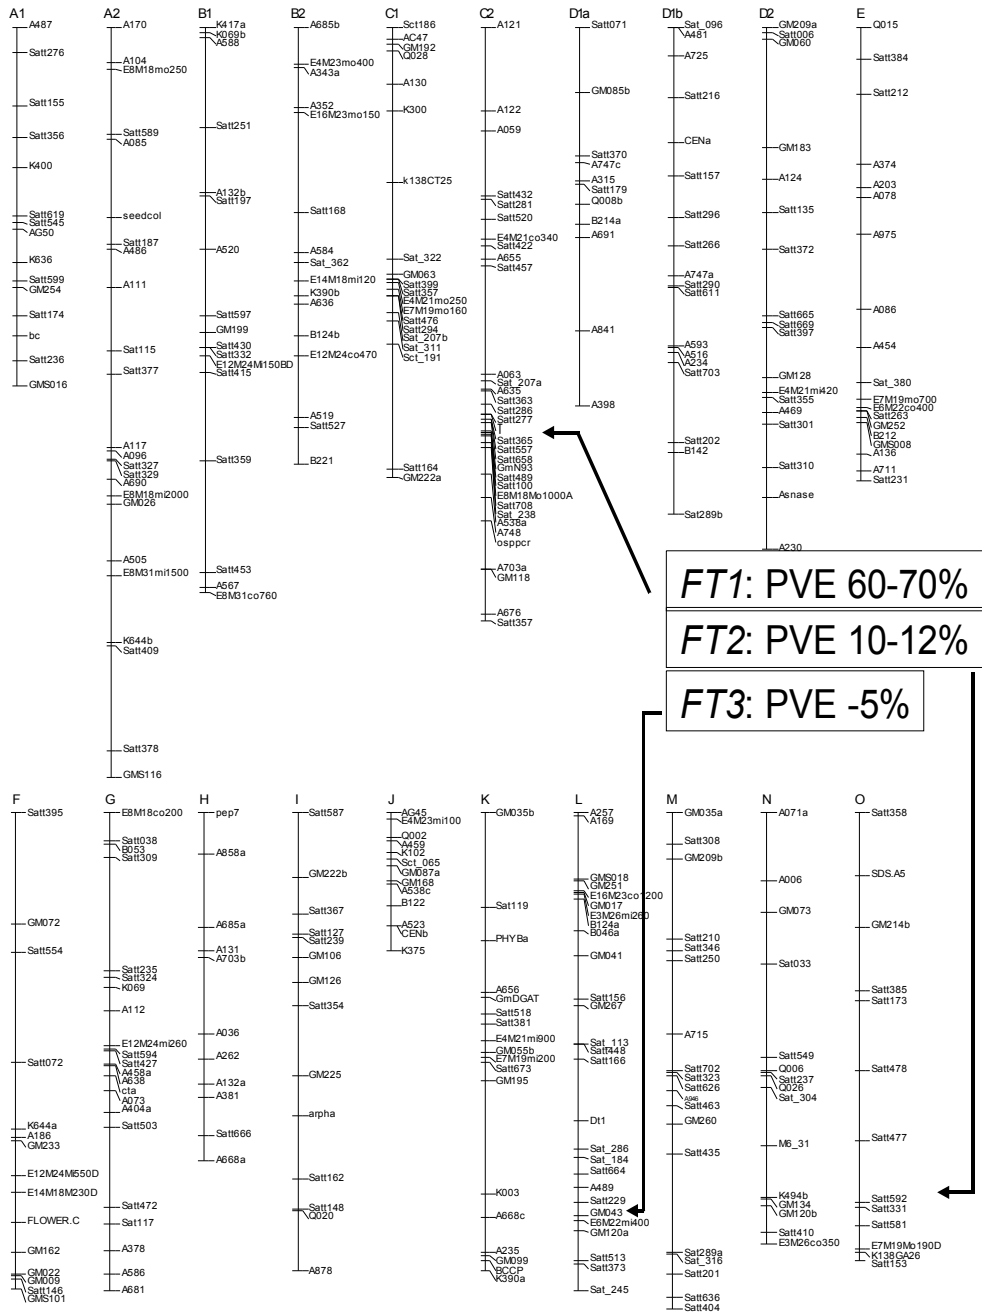 A1
A487
Satt276
Satt155
Satt356
K400
Satt619
Satt545
AG50
K636
Satt599
GM254
Satt174
bc
Satt236
GMS016
A2
A170
A104
E8M18mo250
Satt589
A085
seedcol
Satt187
A486
A111
Sat115
Satt377
A117
A096
Satt327
Satt329
A690
E8M18mi2000
GM026
A505
E8M31mi1500
K644b
Satt409
Satt378
GMS116
B1
K417a
K069b
A588
Satt251
A132b
Satt197
A520
Satt597
GM199
Satt430
Satt332
E12M24Mi150BD
Satt415
Satt359
Satt453
A567
E8M31co760
B2
A685b
E4M23mo400
A343a
A352
E16M23mo150
Satt168
A584
Sat_362
E14M18mi120
K390b
A636
B124b
E12M24co470
A519
Satt527
B221
C1
Sct186
AC47
GM192
Q028
A130
K300
k138CT25
Sat_322
GM063
Satt399
Satt357
E4M21mo250
E7M19mo160
Satt476
Satt294
Sat_207b
Sat_311
Sct_191
Satt164
GM222a
C2
A121
A122
A059
Satt432
Satt281
Satt520
E4M21co340
Satt422
A655
Satt457
A063
Sat_207a
A635
Satt363
Satt286
Satt277
T
Satt365
Satt557
Satt658
GmN93
Satt489
Satt100
E8M18Mo1000A
Satt708
Sat_238
A538a
A748
osppcr
A703a
GM118
A676
Satt357
D1a
Satt071
GM085b
Satt370
A747c
A315
Satt179
Q008b
B214a
A691
A841
A398
D1b
Sat_096
A481
A725
Satt216
CENa
Satt157
Satt296
Satt266
A747a
Satt290
Satt611
A593
A516
A234
Satt703
Satt202
B142
Sat289b
D2
GM209a
Satt006
GM060
GM183
A124
Satt135
Satt372
Satt665
Satt669
Satt397
GM128
E4M21mi420
Satt355
A469
Satt301
Satt310
Asnase
A230
E
Q015
Satt384
Satt212
A374
A203
A078
A975
A086
A454
Sat_380
E7M19mo700
E6M22co400
Satt263
GM252
B212
GMS008
A136
A711
Satt231
FT1: PVE 60-70%
FT2: PVE 10-12%
FT3: PVE -5%
F
Satt395
GM072
Satt554
Satt072
K644a
A186
GM233
E12M24Mi550D
E14M18M230D
FLOWER.C
GM162
GM022
GM009
Satt146
GMS101
G
E8M18co200
Satt038
B053
Satt309
Satt235
Satt324
K069
A112
E12M24mi260
Satt594
Satt427
A458a
A638
cta
A073
A404a
Satt503
Satt472
Sat117
A378
A586
A681
H
pep7
A858a
A685a
A131
A703b
A036
A262
A132a
A381
Satt666
A668a
I
Satt587
GM222b
Satt367
Satt127
Satt239
GM106
GM126
Satt354
GM225
arpha
Satt162
Satt148
Q020
A878
J
AG45
E4M23mi100
Q002
A459
K102
Sct_065
GM087a
GM168
A538c
B122
A523
CENb
K375
K
GM035b
Sat119
PHYBa
A656
GmDGAT
Satt518
Satt381
E4M21mi900
GM055b
E7M19mi200
Satt673
GM195
K003
A668c
A235
GM099
BCCP
K390a
L
A257
A169
GMS018
GM251
E16M23co1200
GM017
E3M26mi260
B124a
B046a
GM041
Satt156
GM267
Sat_113
Satt448
Satt166
Dt1
Sat_286
Sat_184
Satt664
A489
Satt229
GM043
E6M22mi400
GM120a
Satt513
Satt373
Sat_245
M
GM035a
Satt308
GM209b
Satt210
Satt346
Satt250
A715
Satt702
Satt323
Satt626
A946
Satt463
GM260
Satt435
Sat289a
Sat_316
Satt201
Satt636
Satt404
N
A071a
A006
GM073
Sat033
Satt549
Q006
Satt237
Q026
Sat_304
M6_31
K494b
GM134
GM120b
Satt410
E3M26co350
O
Satt358
SDS.A5
GM214b
Satt385
Satt173
Satt478
Satt477
Satt592
Satt331
Satt581
E7M19Mo190D
K138GA26
Satt153